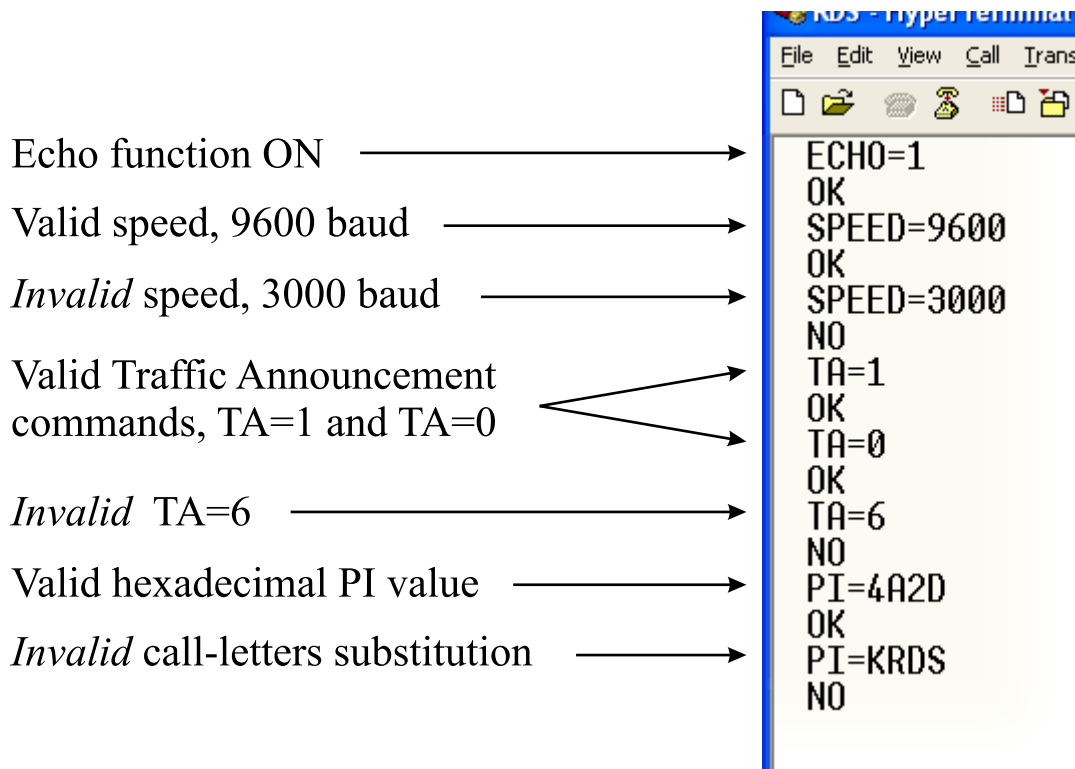 RDS - HyperTerminal
File Edit View Call Trans
Echo function ON
Valid speed, 9600 baud
Invalid speed, 3000 baud
Valid Traffic Announcement
commands, TA=1 and TA=0
Invalid TA=6
Valid hexadecimal PI value
Invalid call-letters substitution
ECHO=1
OK
SPEED=9600
OK
SPEED=3000
NO
TA=1
OK
TA=0
OK
TA=6
NO
PI=4A2D
OK
PI=KRDS
NO